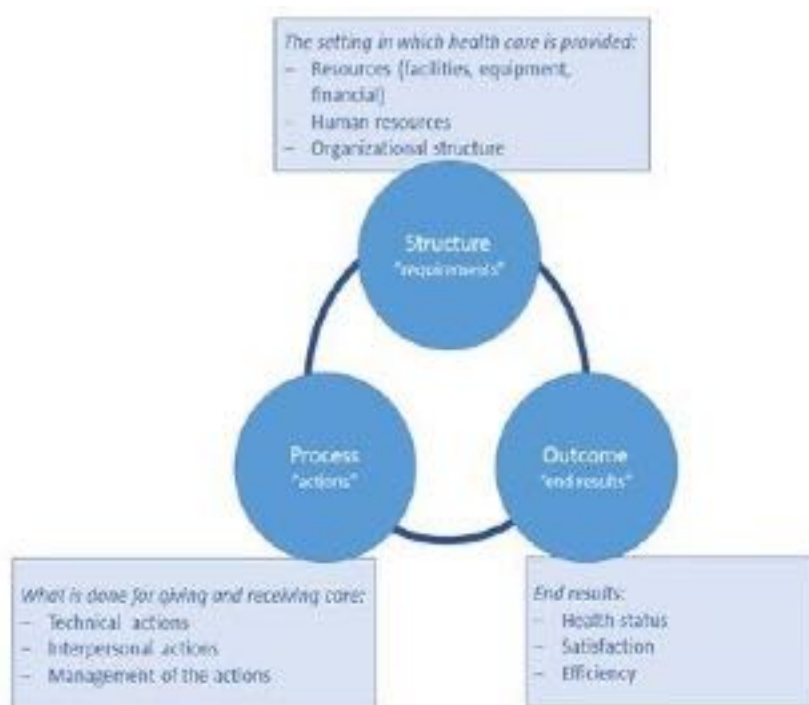 The setting in which health care is provided:
– Resources (facilities, equipment,
financial)
– Human resources
– Organizational structure
Structure
"requirements"
Process
"actions"
Outcome
"end results"
What is done for giving and receiving care:
– Technical actions
– Interpersonal actions
– Management of the actions
End results:
– Health status
– Satisfaction
– Efficiency